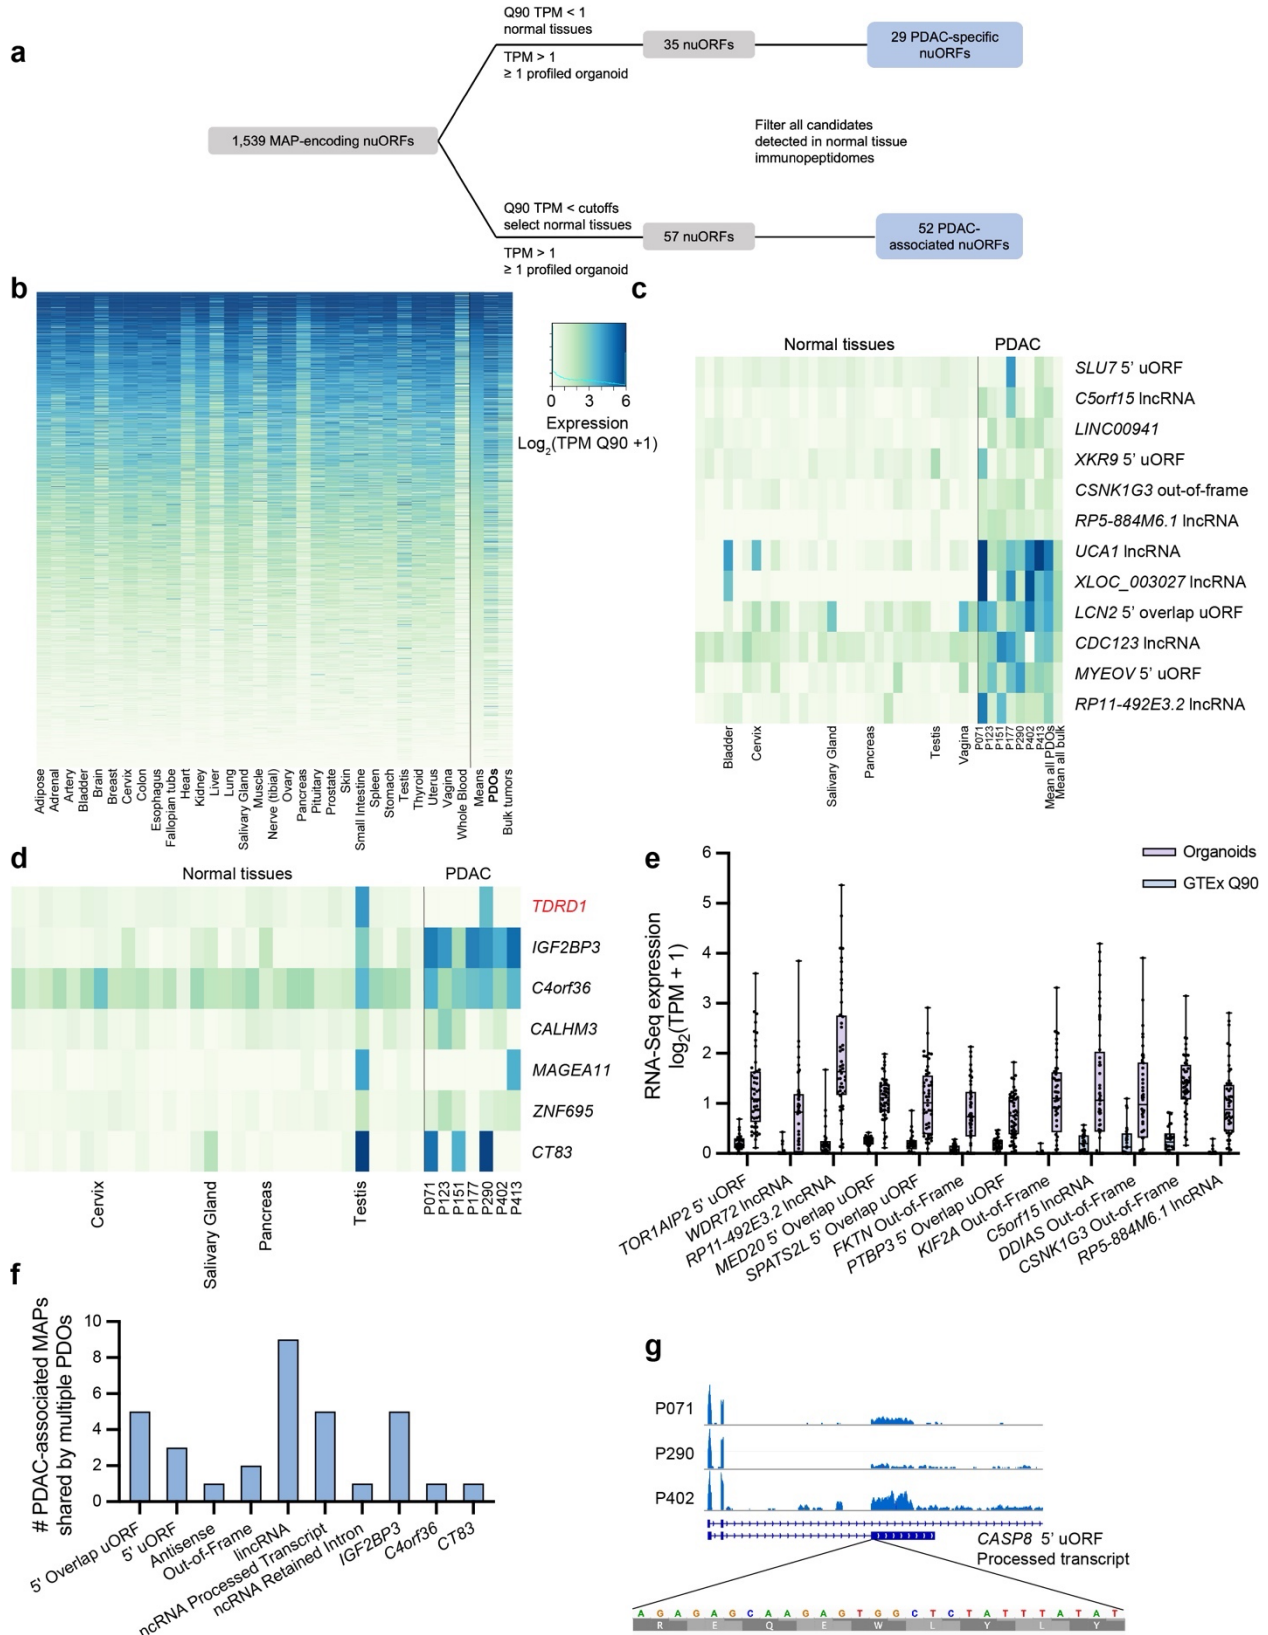 a
Q90 TPM < 1
normal tissues
TPM > 1
≥ 1 profiled organoid
35 nuORFs
29 PDAC-specific
nuORFs
1,539 MAP-encoding nuORFs
Filter all candidates
detected in normal tissue
immunopeptidomes
Q90 TPM < cutoffs
select normal tissues
TPM > 1
≥ 1 profiled organoid
57 nuORFs
52 PDAC-
associated nuORFs
b
0 3 6
Expression
Log2(TPM Q90 +1)
Adipose
Adrenal
Artery
Bladder
Brain
Breast
Cervix
Colon
Esophagus
Fallopian tube
Heart
Kidney
Liver
Lung
Salivary Gland
Muscle
Nerve (tibial)
Ovary
Pancreas
Pituitary
Prostate
Skin
Small Intestine
Spleen
Stomach
Testis
Thyroid
Uterus
Vagina
Whole Blood
Means
PDOs
Bulk tumors
c
Normal tissues
PDAC
SLU7 5’ uORF
C5orf15 lncRNA
LINC00941
XKR9 5’ uORF
CSNK1G3 out-of-frame
RP5-884M6.1 lncRNA
UCA1 lncRNA
XLOC_003027 lncRNA
LCN2 5’ overlap uORF
CDC123 lncRNA
MYEOV 5’ uORF
RP11-492E3.2 lncRNA
Bladder
Cervix
Salivary Gland
Pancreas
Testis
Vagina
P071
P123
P151
P177
P290
P402
P413
Mean all PDOs
Mean all bulk
d
Normal tissues
PDAC
TDRD1
IGF2BP3
C4orf36
CALHM3
MAGEA11
ZNF695
CT83
Cervix
Salivary Gland
Pancreas
Testis
P071
P123
P151
P177
P290
P402
P413
e
Organoids
GTEx Q90
RNA-Seq expression
log2(TPM + 1)
6
5
4
3
2
1
0
TOR1AIP2 5' uORF
WDR72 lncRNA
RP11-492E3.2 lncRNA
MED20 5' Overlap uORF
SPATS2L 5' Overlap uORF
FKTN Out-of-Frame
PTBP3 5' Overlap uORF
KIF2A Out-of-Frame
C5orf15 lncRNA
DDIAS Out-of-Frame
CSNK1G3 Out-of-Frame
RP5-884M6.1 lncRNA
f
# PDAC-associated MAPs
shared by multiple PDOs
10
8
6
4
2
0
5' Overlap uORF
5' uORF
Antisense
Out-of-Frame
lincRNA
ncRNA Processed Transcript
ncRNA Retained Intron
IGF2BP3
C4orf36
CT83
g
P071
P290
P402
CASP8 5’ uORF
Processed transcript
A G A G A G C A A G A G T G G C T C T A T T T A T A T
R E Q E W L Y L Y